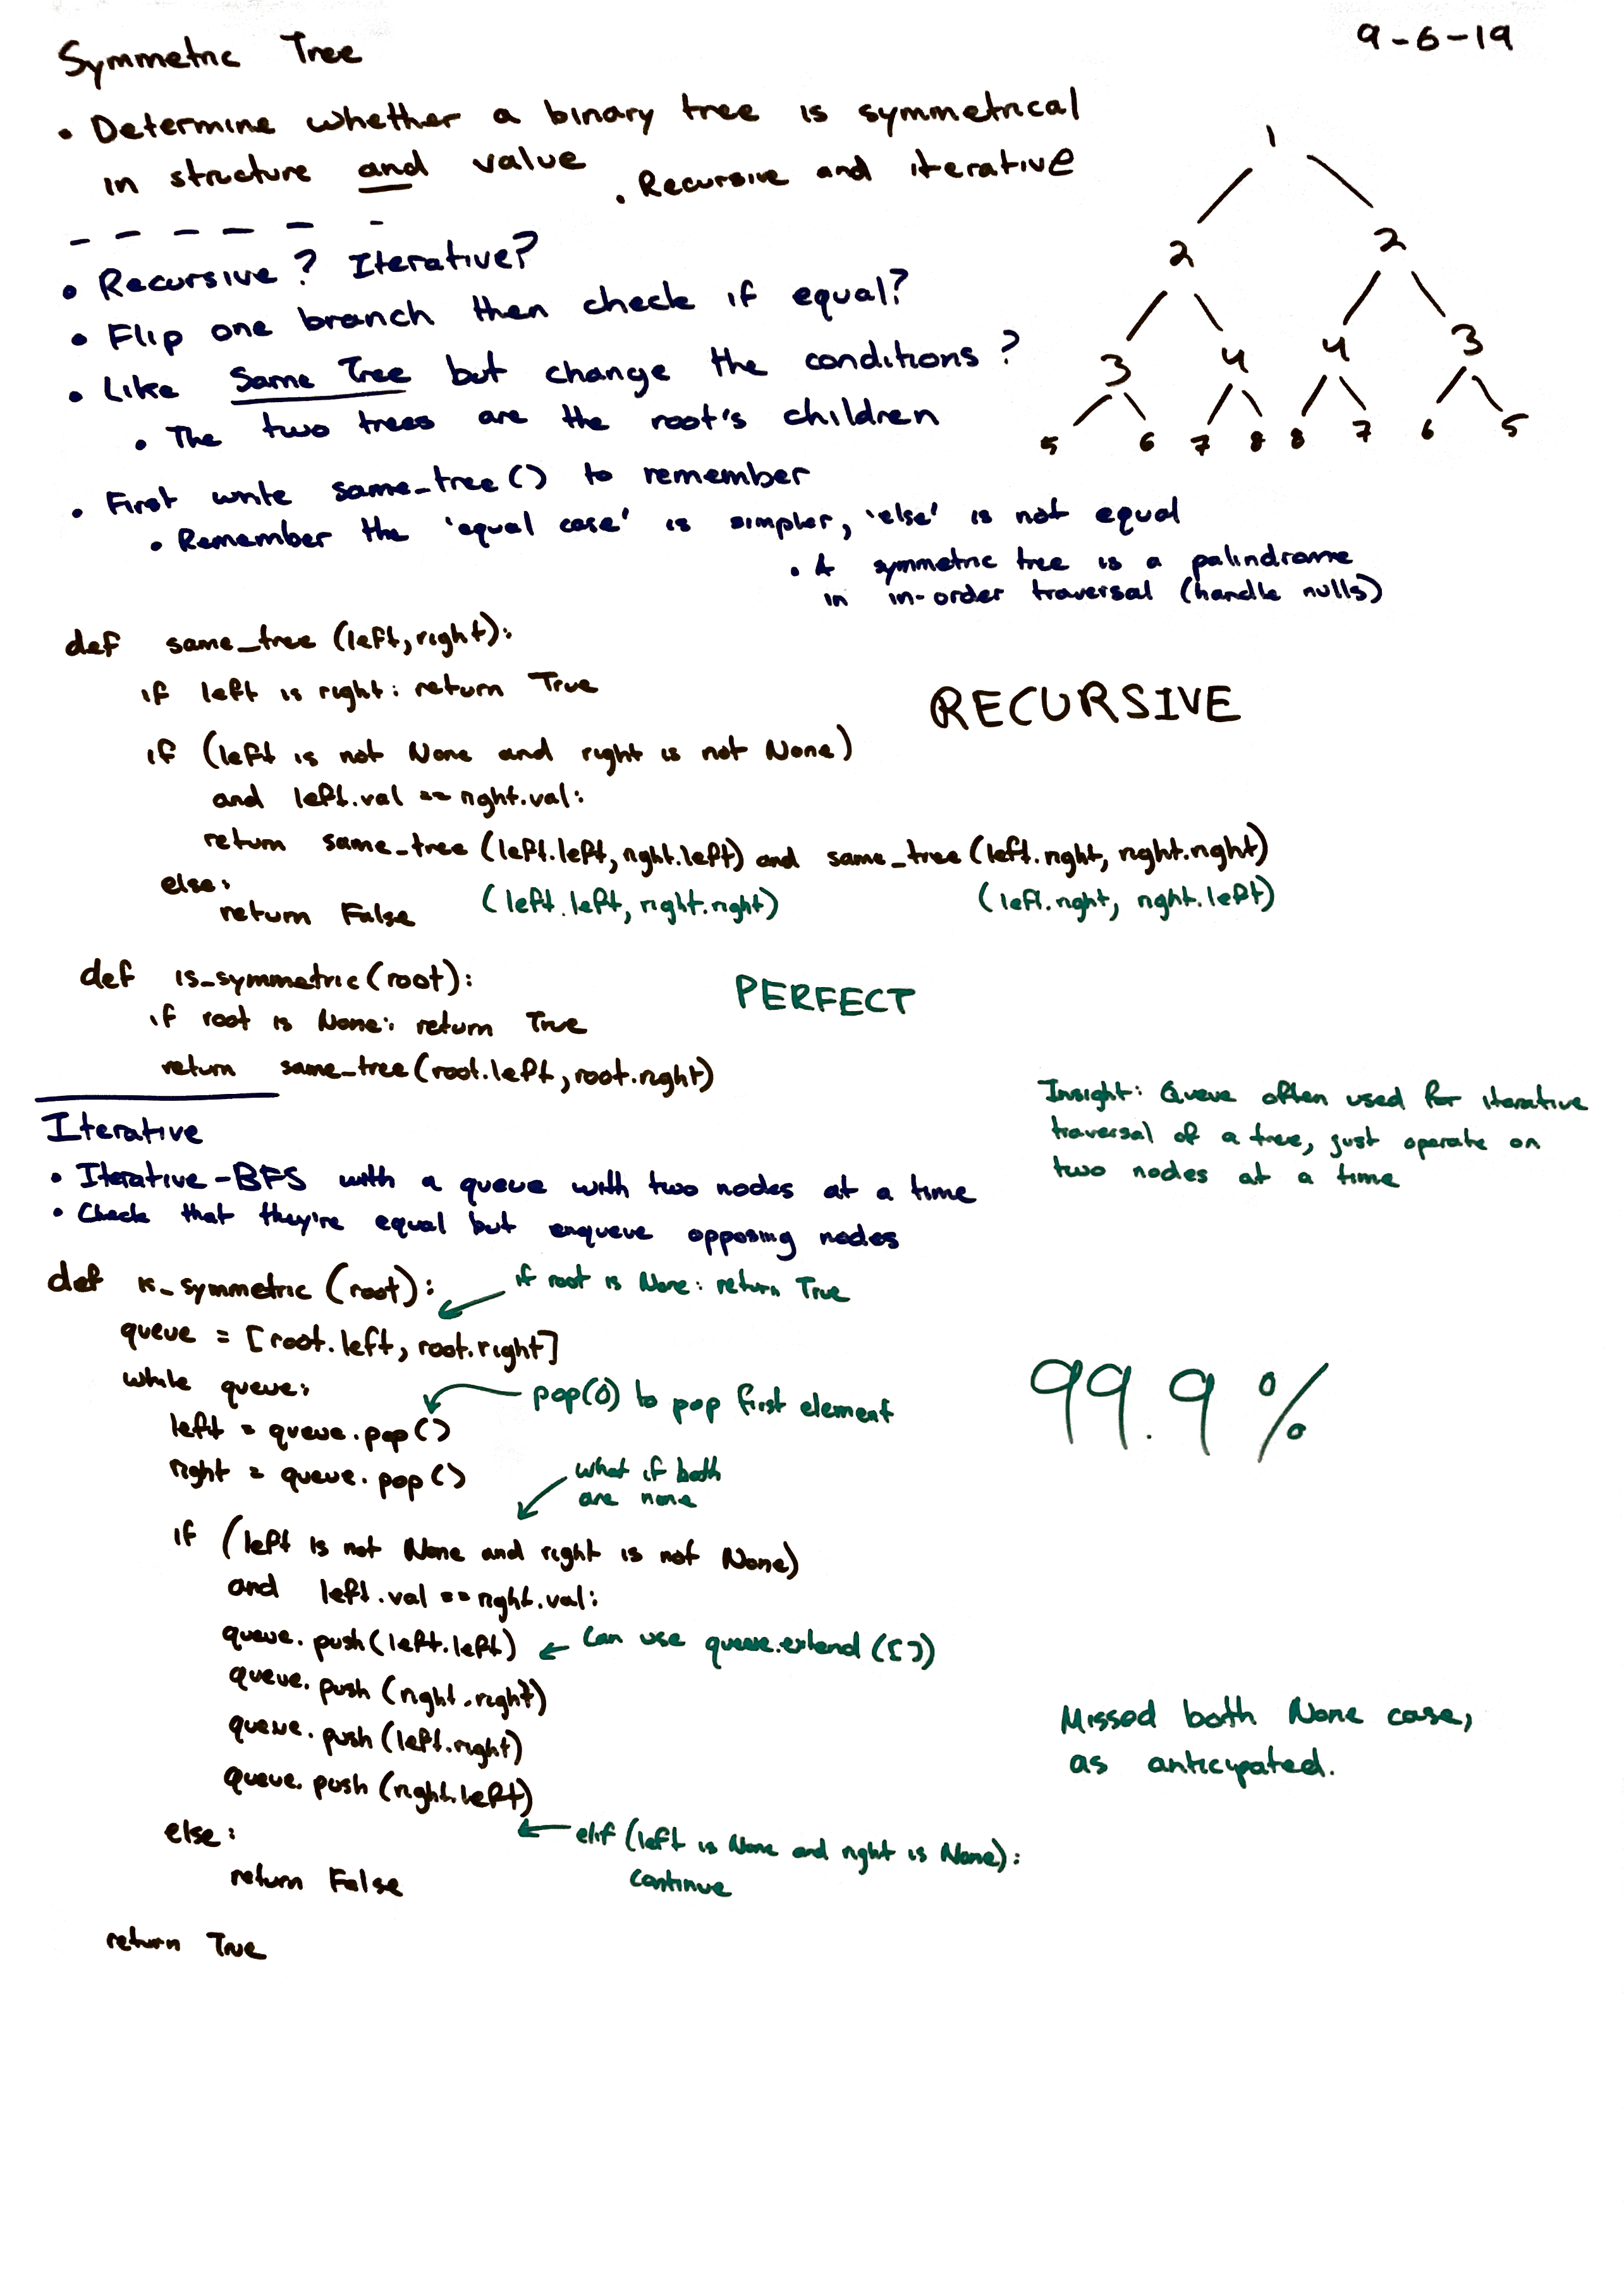 Symmetric Tree
9-6-19
• Determine whether a binary tree is symmetrical
in structure and value
• Recursive and iterative
1
2 2
3 4 4 3
5 6 7 8 8 7 6 5
• Recursive? Iterative?
• Flip one branch then check if equal?
• Like Same Tree but change the conditions?
• The two trees are the root's children
• First write same_tree() to remember
• Remember the 'equal case' is simpler, 'else' is not equal
• A symmetric tree is a palindrome
in in-order traversal (handle nulls)
def same_tree (left, right):
if left is right: return True
RECURSIVE
if (left is not None and right is not None)
and left.val == right.val:
return same_tree (left.left, right.left) and same_tree (left.right, right.right)
else:
(left.left, right.right) (left.right, right.left)
return False
def is_symmetric(root):
PERFECT
if root is None: return True
return same_tree(root.left, root.right)
Insight: Queue often used for iterative
traversal of a tree, just operate on
two nodes at a time
Iterative
• Iterative - BFS with a queue with two nodes at a time
• Check that they're equal but enqueue opposing nodes
def is_symmetric (root):
if root is None: return True
queue = [root.left, root.right]
while queue:
pop(0) to pop first element
99.9%
left = queue.pop()
right = queue.pop()
what if both
are none
if (left is not None and right is not None)
and left.val == right.val:
queue.push(left.left)
can use queue.extend([])
queue.push(right.right)
queue.push(left.right)
queue.push(right.left)
Missed both None case,
as anticipated.
else:
elif (left is None and right is None):
continue
return False
return True